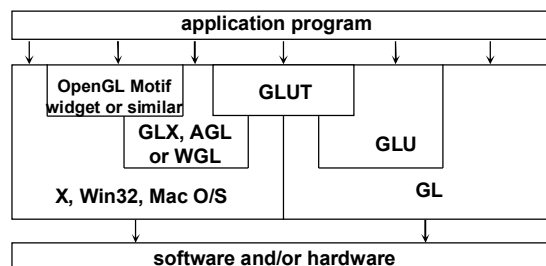 application program
OpenGL Motif
widget or similar
GLUT
GLX, AGL
or WGL
GLU
X, Win32, Mac O/S
GL
software and/or hardware